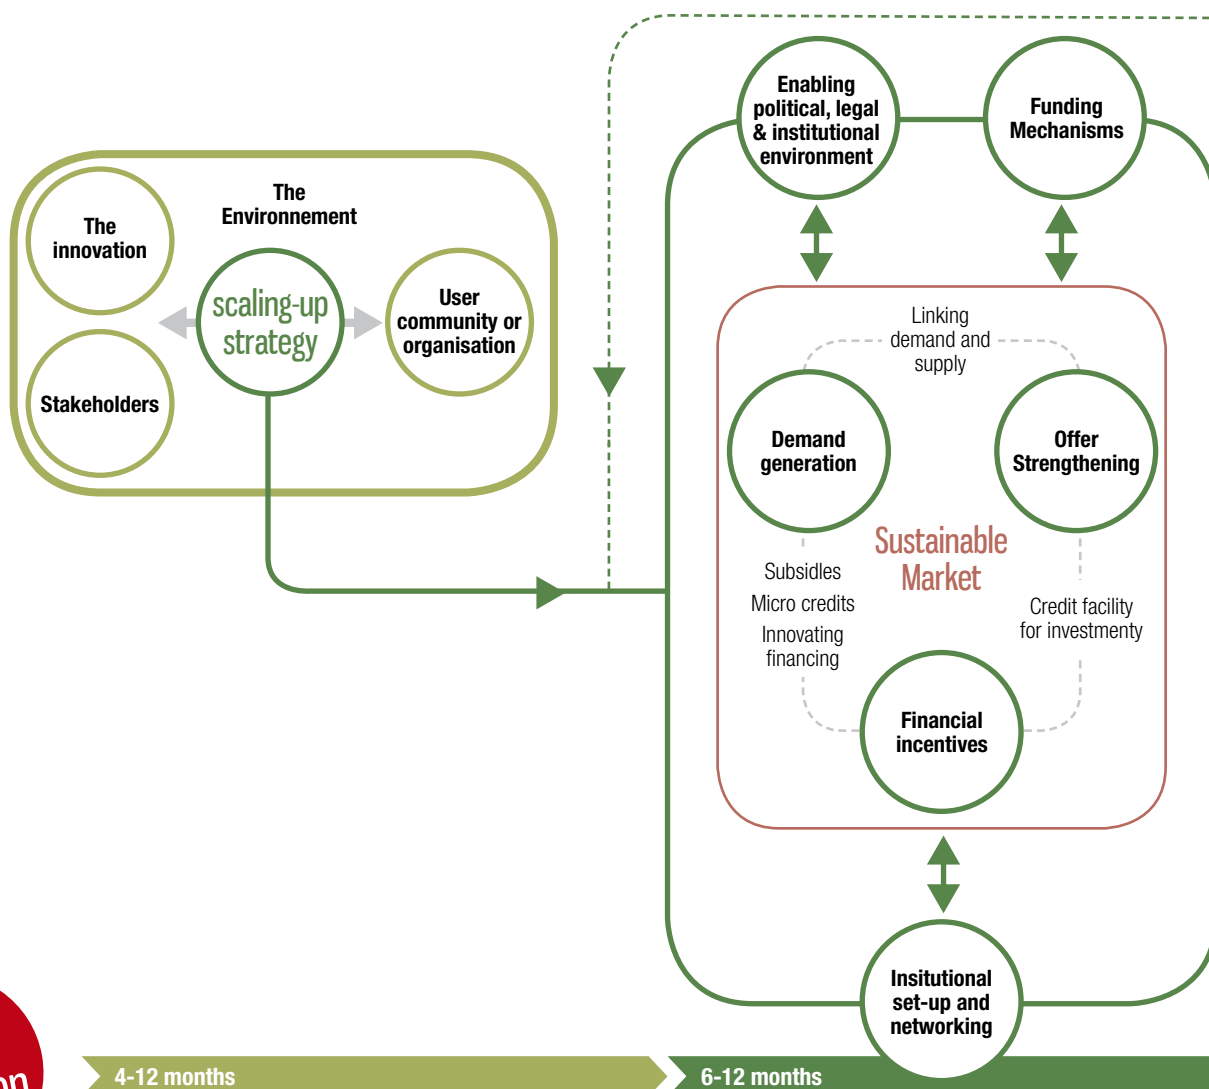 The
Environnement
The
innovation
scaling-up
strategy
User
community or
organisation
Stakeholders
Enabling
political, legal
& institutional
environment
Funding
Mechanisms
Linking
demand and
supply
Demand
generation
Offer
Strengthening
Sustainable
Market
Subsidles
Micro credits
Innovating
financing
Credit facility
for investmenty
Financial
incentives
Insitutional
set-up and
networking
4-12 months
6-12 months